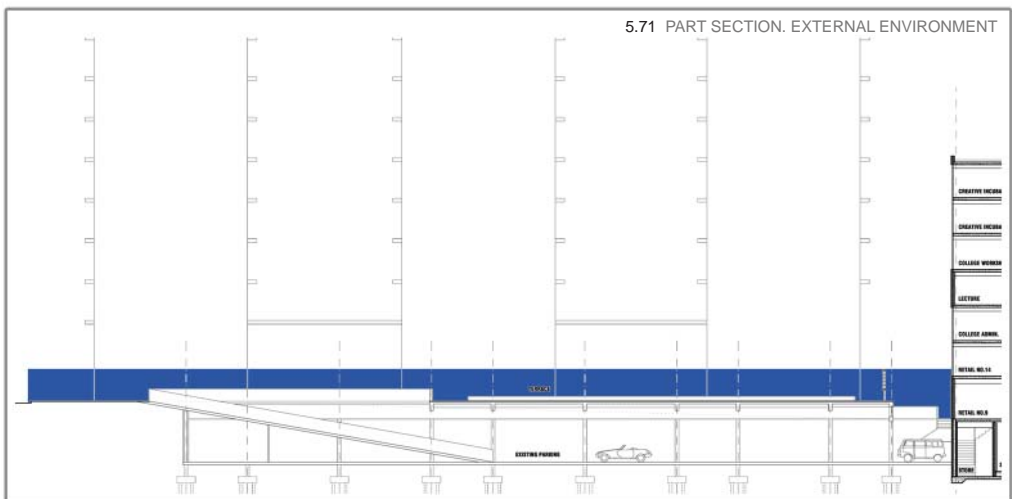 5.71 PART SECTION. EXTERNAL ENVIRONMENT
CREATIVE INCUBA
CREATIVE INCUBA
COLLEGE WORKSH
LECTURE
COLLEGE ADMIN.
RETAIL NO.14
SURFACE
RETAIL NO.8
EXISTING PARKING
STORE